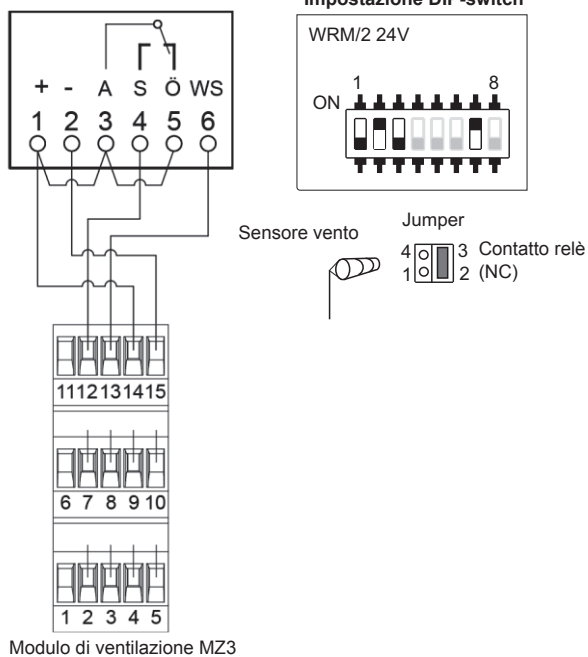 Impostazione DIP-switch
WRM/2 24V
1 8
ON
+ - A S Ö WS
1 2 3 4 5 6
Sensore vento
Jumper
4 3 Contatto relè
1 2 (NC)
11 12 13 14 15
6 7 8 9 10
1 2 3 4 5
Modulo di ventilazione MZ3